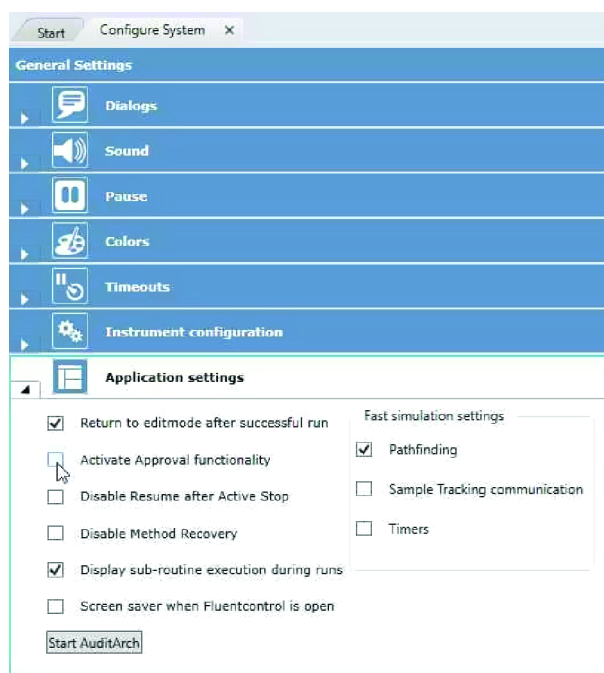 Start
Configure System
General Settings
Dialogs
Sound
Pause
Colors
Timeouts
Instrument configuration
Application settings
Return to editmode after successful run
Activate Approval functionality
Disable Resume after Active Stop
Disable Method Recovery
Display sub-routine execution during runs
Screen saver when Fluentcontrol is open
Start AuditArch
Fast simulation settings
Pathfinding
Sample Tracking communication
Timers